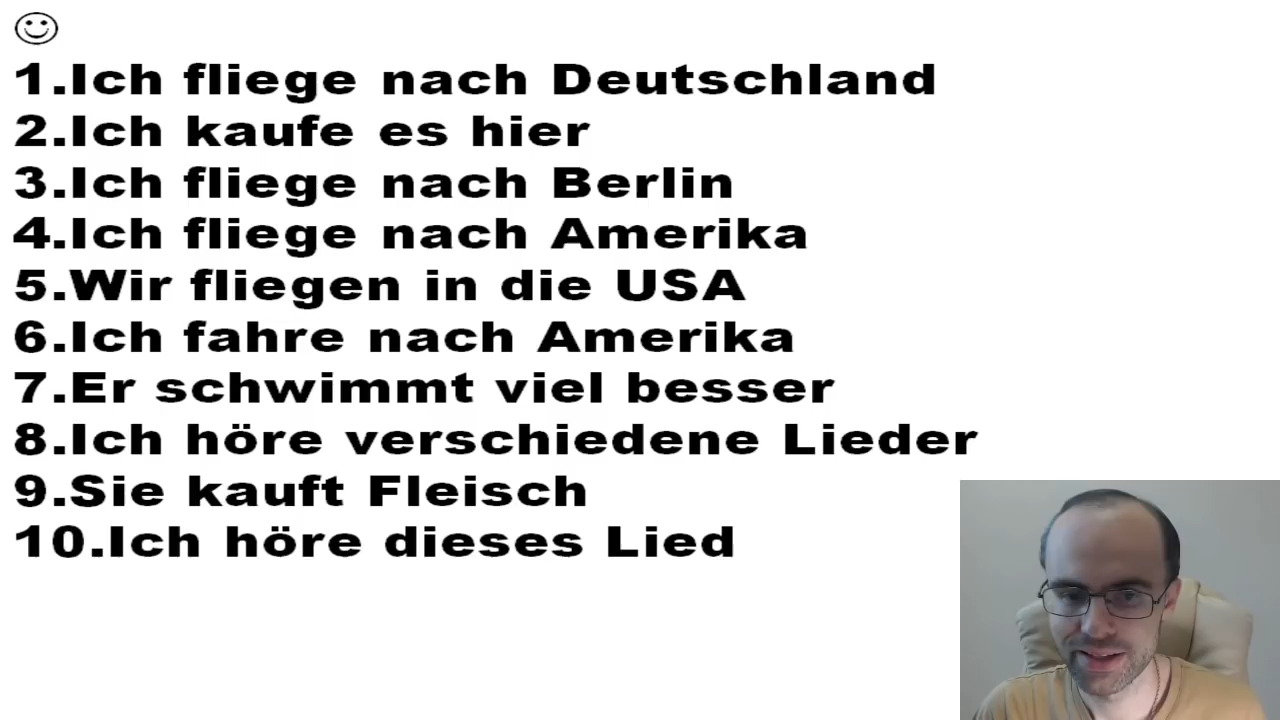 1.Ich fliege nach Deutschland
2.Ich kaufe es hier
3.Ich fliege nach Berlin
4.Ich fliege nach Amerika
5.Wir fliegen in die USA
6.Ich fahre nach Amerika
7.Er schwimmt viel besser
8.Ich höre verschiedene Lieder
9.Sie kauft Fleisch
10.Ich höre dieses Lied